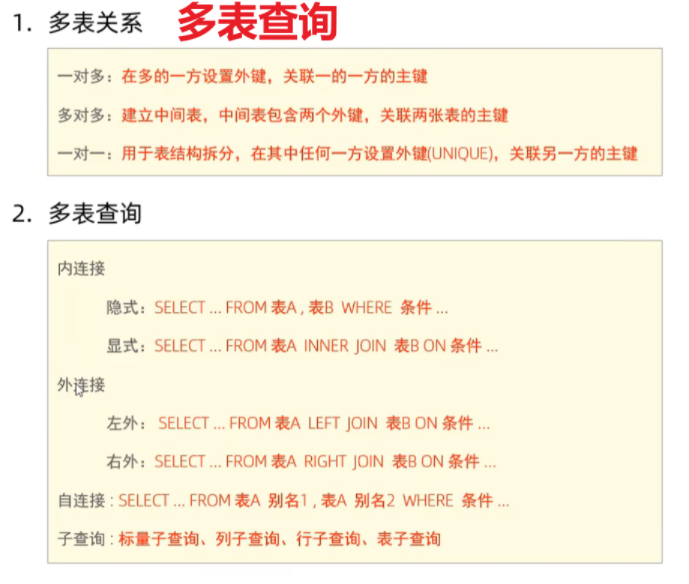 1. 多表关系 多表查询
一对多：在多的一方设置外键，关联一的一方的主键
多对多：建立中间表，中间表包含两个外键，关联两张表的主键
一对一：用于表结构拆分，在其中任何一方设置外键(UNIQUE)，关联另一方的主键
2. 多表查询
内连接
隐式：SELECT ... FROM 表A , 表B WHERE 条件 ...
显式：SELECT ... FROM 表A INNER JOIN 表B ON 条件 ...
外连接
左外： SELECT ... FROM 表A LEFT JOIN 表B ON 条件 ...
右外：SELECT ... FROM 表A RIGHT JOIN 表B ON 条件 ...
自连接 : SELECT ... FROM 表A 别名1 , 表A 别名2 WHERE 条件 ...
子查询 : 标量子查询、列子查询、行子查询、表子查询